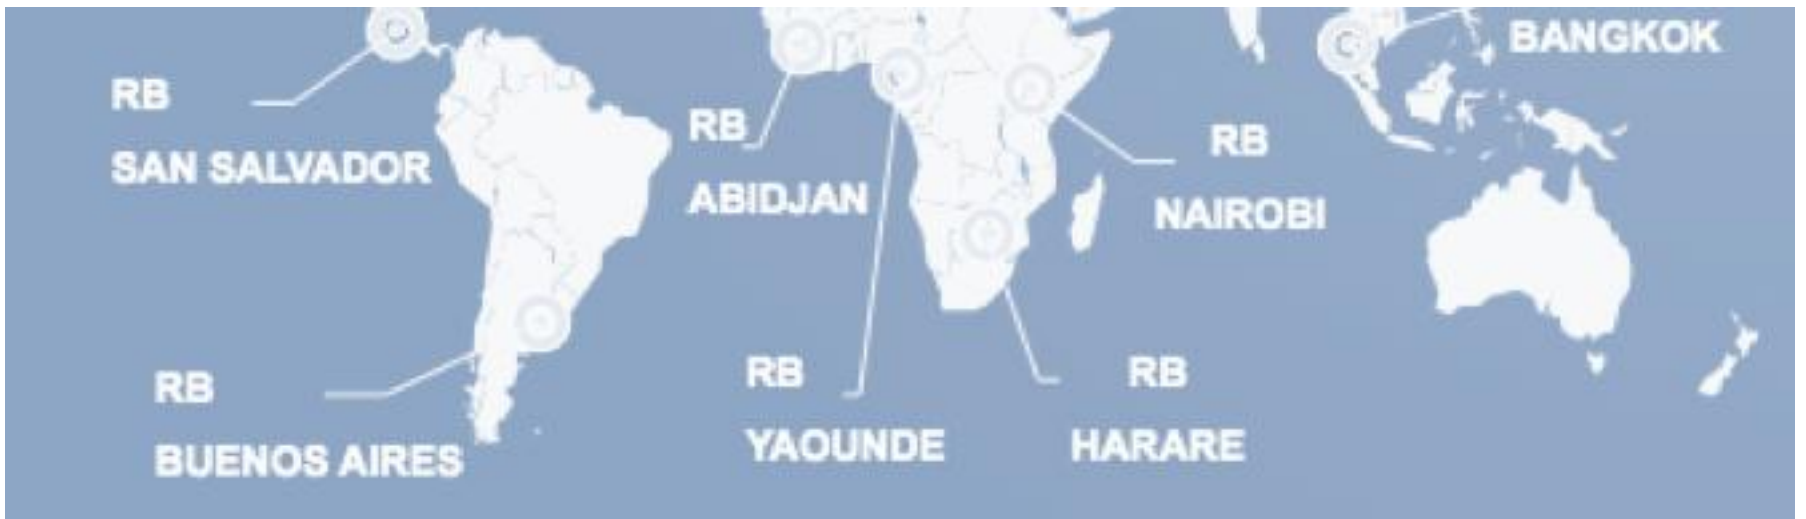 BANGKOK
RB
SAN SALVADOR
RB
ABIDJAN
RB
NAIROBI
RB
BUENOS AIRES
RB
YAOUNDE
RB
HARARE